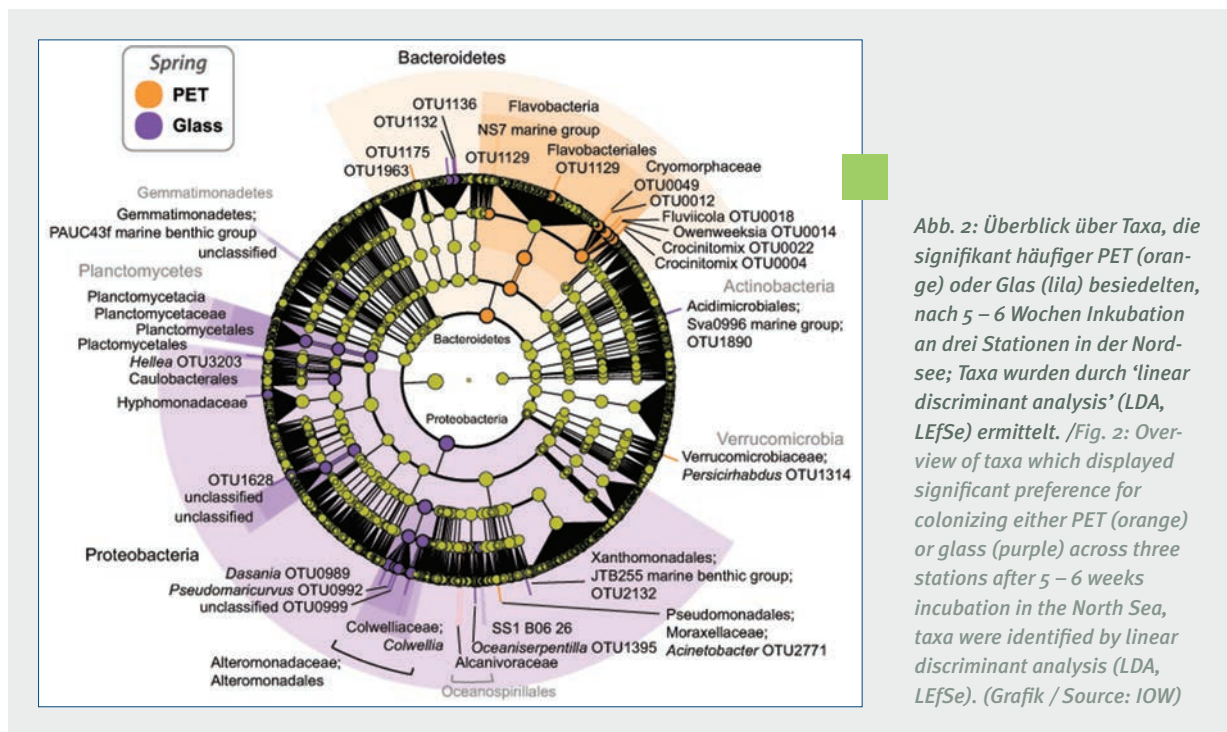 Spring
PET
Glass
Bacteroidetes
OTU1136
OTU1132
OTU1175
OTU1963
OTU1129
Flavobacteria
NS7 marine group
Flavobacteriales
OTU1129
Cryomorphaceae
OTU0049
OTU0012
Fluviicola OTU0018
Owenweeksia OTU0014
Crocinitomix OTU0022
Crocinitomix OTU0004
Gemmatimonadetes
Gemmatimonadetes;
PAUC43f marine benthic group
unclassified
Planctomycetes
Planctomycetacia
Planctomycetaceae
Planctomycetales
Plactomycetales
Hellea OTU3203
Caulobacterales
Hyphomonadaceae
Actinobacteria
Acidimicrobiales;
Sva0996 marine group;
OTU1890
Bacteroidetes
Proteobacteria
Verrucomicrobia
Verrucomicrobiaceae;
Persicirhabdus OTU1314
OTU1628
unclassified
unclassified
Proteobacteria
Dasania OTU0989
Pseudomaricurvus OTU0992
unclassified OTU0999
Colwelliaceae;
Colwellia
Alteromonadaceae;
Alteromonadales
Xanthomonadales;
JTB255 marine benthic group;
OTU2132
Pseudomonadales;
Moraxellaceae;
Acinetobacter OTU2771
SS1 B06 26
Oceaniserpentilla OTU1395
Alcanivoraceae
Oceanospirillales
Abb. 2: Überblick über Taxa, die
signifikant häufiger PET (oran-
ge) oder Glas (lila) besiedelten,
nach 5 – 6 Wochen Inkubation
an drei Stationen in der Nord-
see; Taxa wurden durch ‘linear
discriminant analysis’ (LDA,
LEfSe) ermittelt. /Fig. 2: Over-
view of taxa which displayed
significant preference for
colonizing either PET (orange)
or glass (purple) across three
stations after 5 – 6 weeks
incubation in the North Sea,
taxa were identified by linear
discriminant analysis (LDA,
LEfSe). (Grafik / Source: IOW)